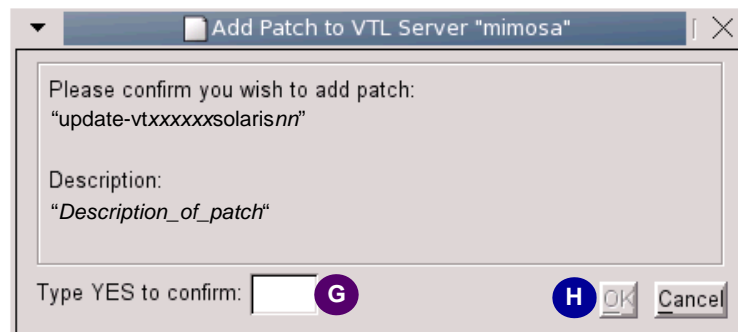 Add Patch to VTL Server "mimosa"
Please confirm you wish to add patch:
“update-vtxxxxxxsolarisnn”
Description:
“Description_of_patch“
Type YES to confirm: G H OK Cancel